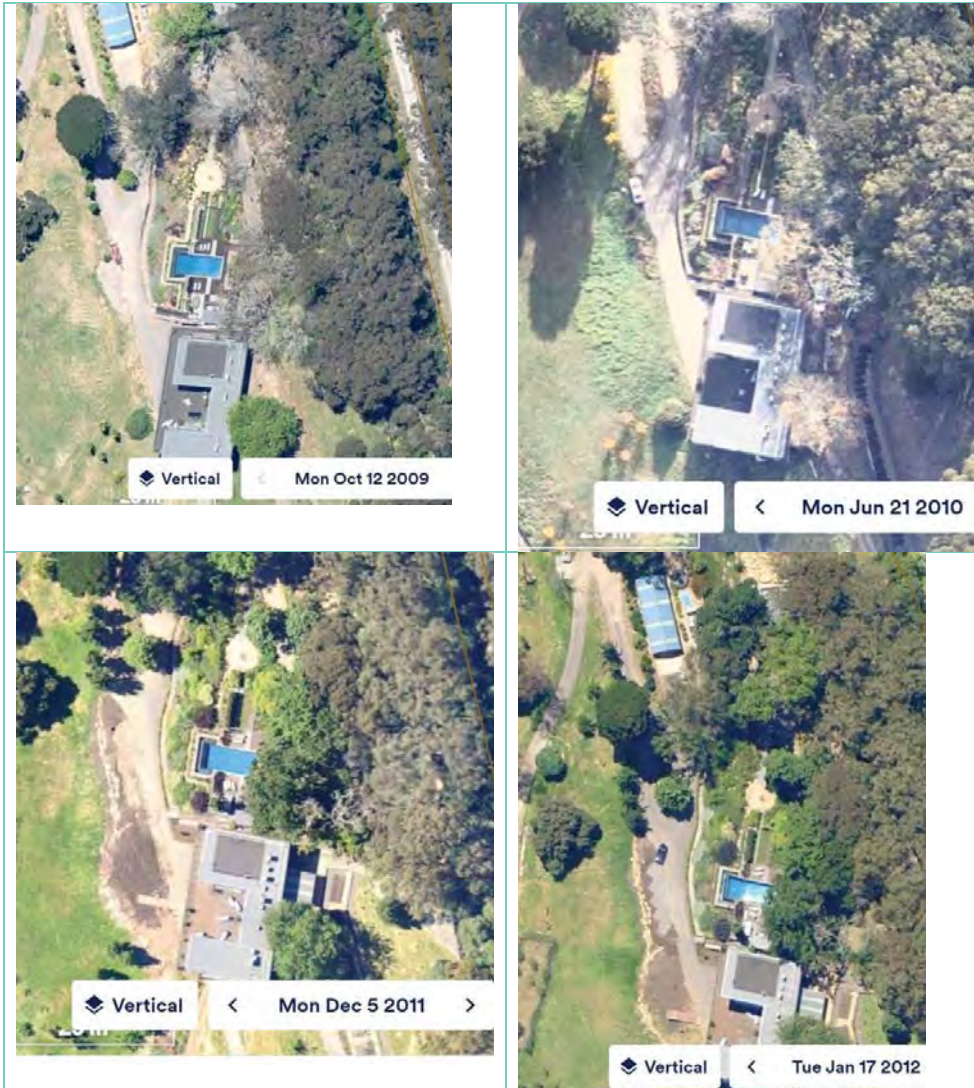 Vertical
Mon Oct 12 2009
Vertical
Mon Jun 21 2010
Vertical
Mon Dec 5 2011
Vertical
Tue Jan 17 2012